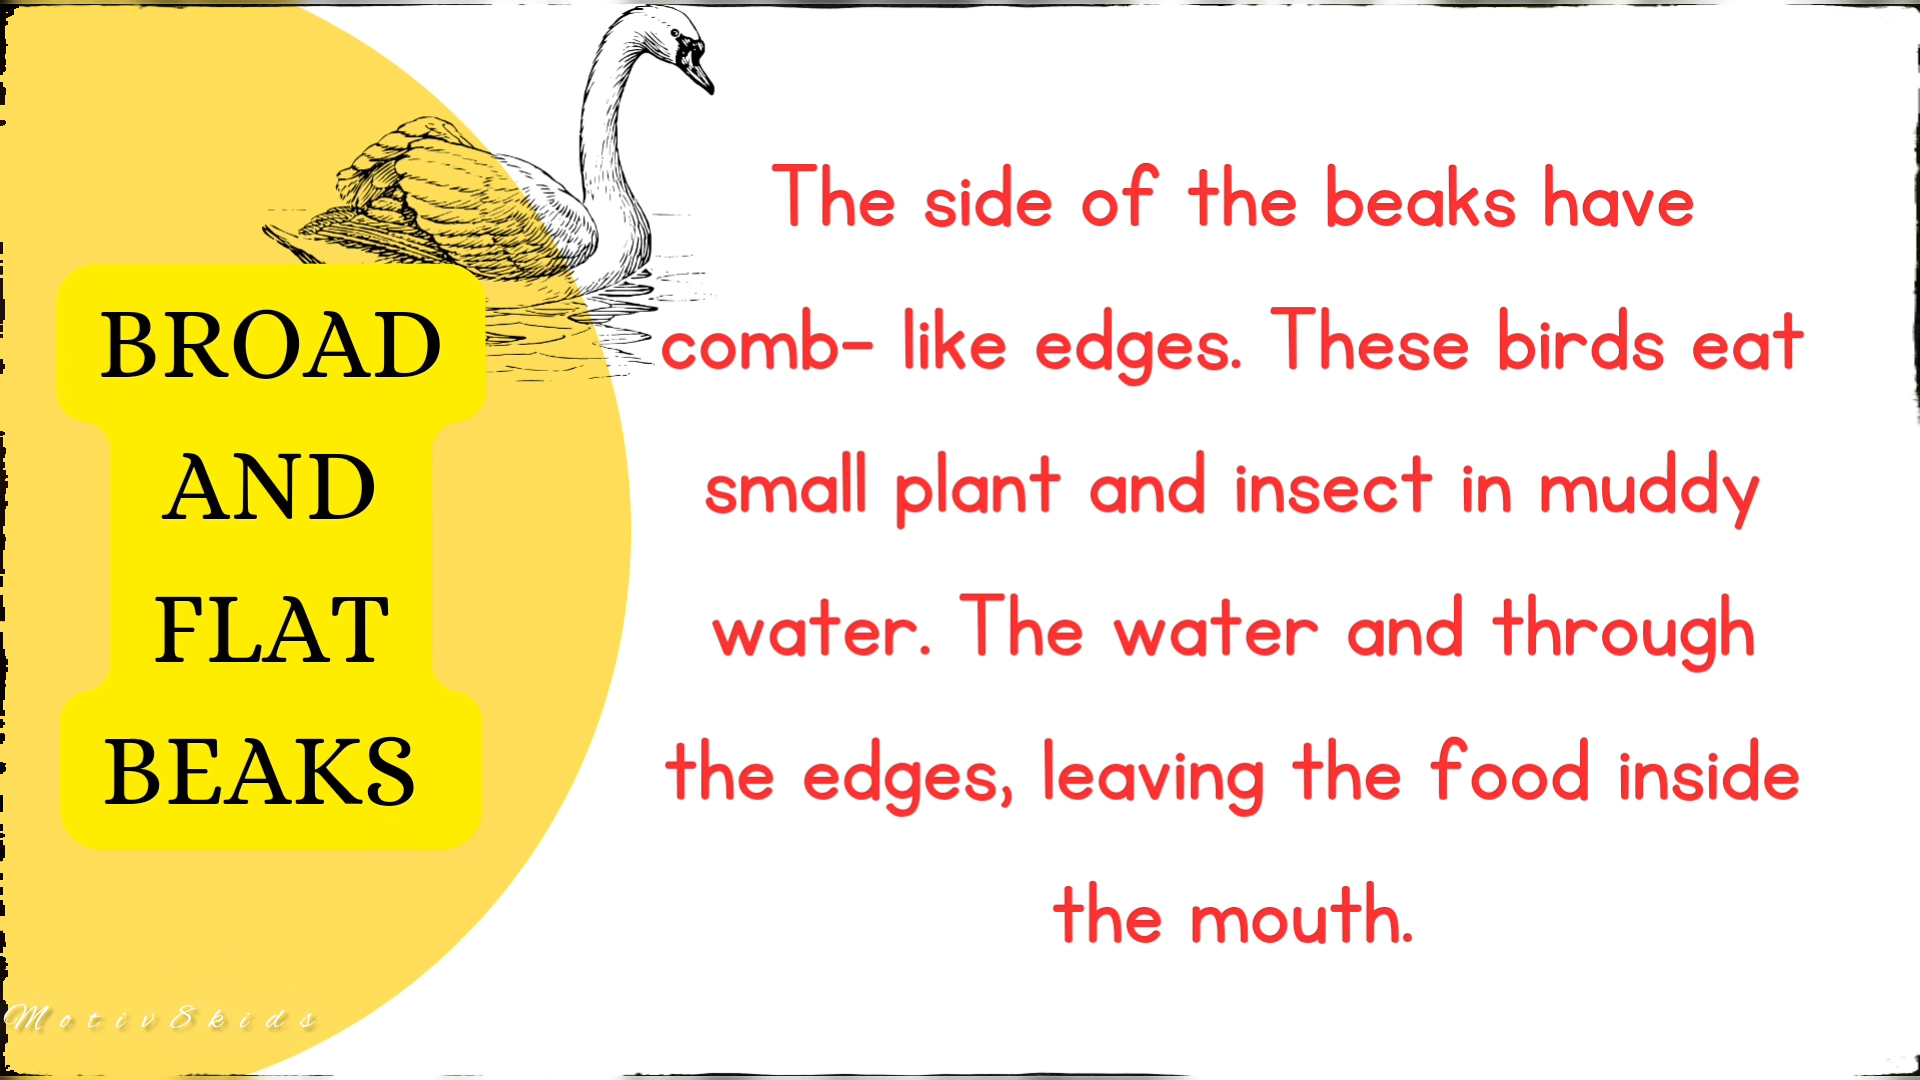 BROAD
AND
FLAT
BEAKS
The side of the beaks have
comb- like edges. These birds eat
small plant and insect in muddy
water. The water and through
the edges, leaving the food inside
the mouth.
Motiv8kids